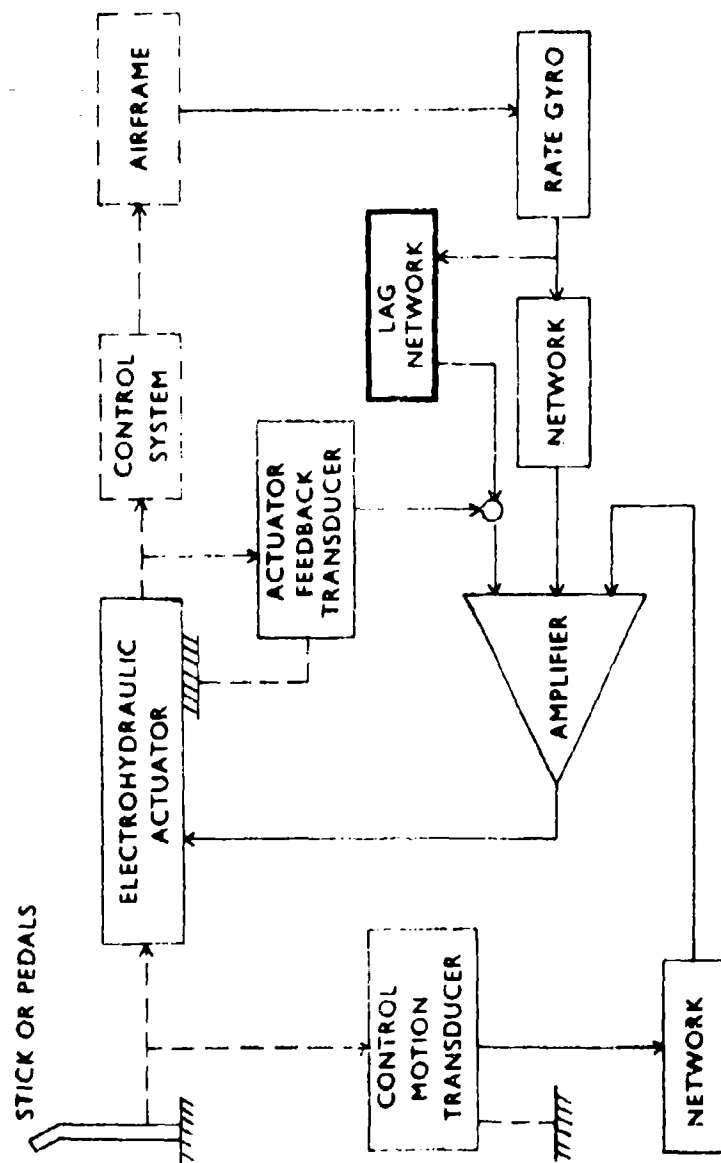 STICK OR PEDALS
ELECTROHYDRAULIC
ACTUATOR
CONTROL
SYSTEM
AIRFRAME
ACTUATOR
FEEDBACK
TRANSDUCER
LAG
NETWORK
CONTROL
MOTION
TRANSDUCER
AMPLIFIER
NETWORK
RATE GYRO
NETWORK